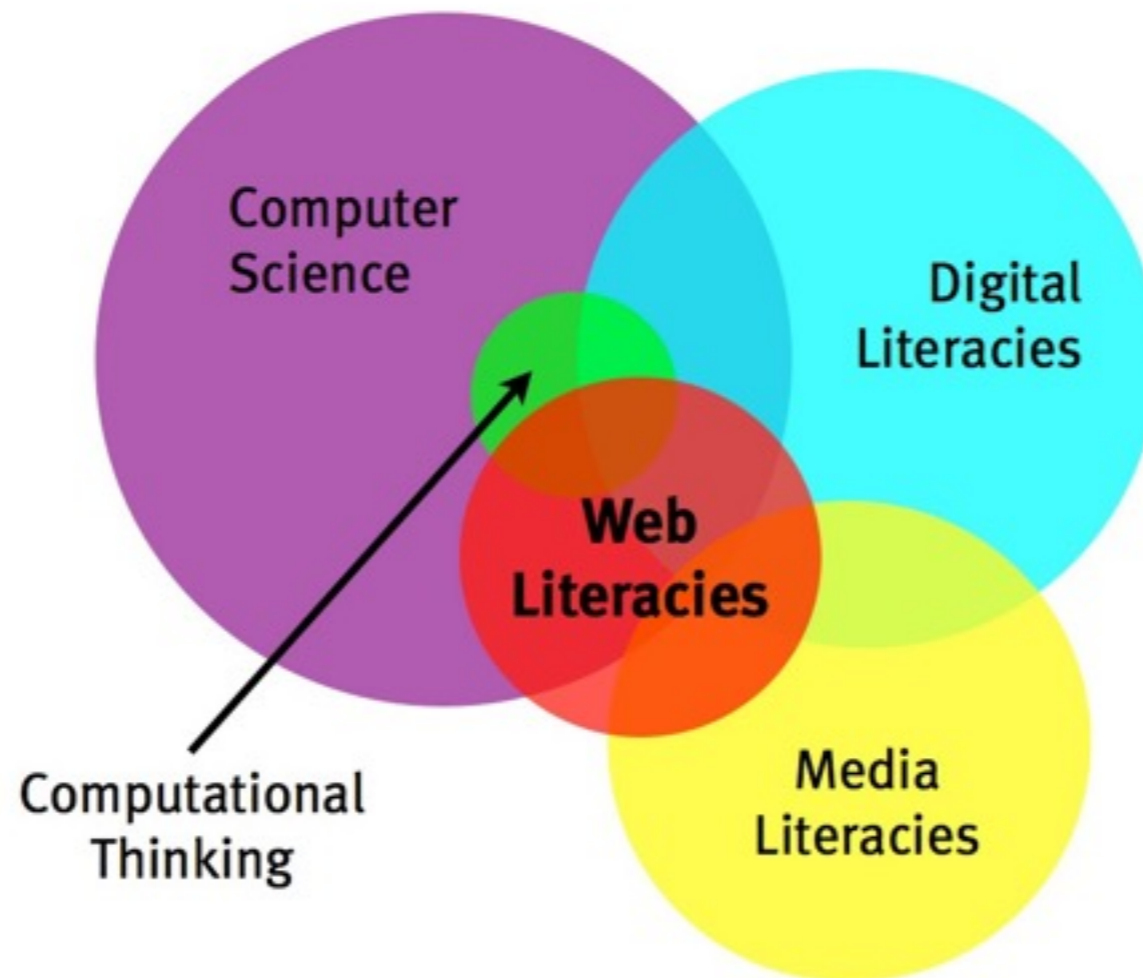 Computer
Science
Digital
Literacies
Web
Literacies
Computational
Thinking
Media
Literacies